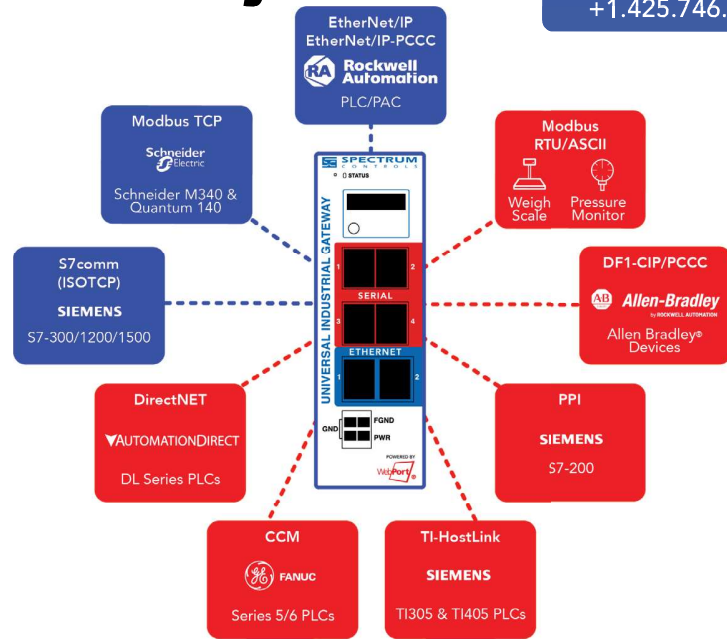 +1.425.746.
EtherNet/IP
EtherNet/IP-PCCC
RA Rockwell
Automation
PLC/PAC
Modbus TCP
Schneider
Electric
Schneider M340 &
Quantum 140
Modbus
RTU/ASCII
Weigh
Scale
Pressure
Monitor
S7comm
(ISOTCP)
SIEMENS
S7-300/1200/1500
DF1-CIP/PCCC
AB Allen-Bradley
by ROCKWELL AUTOMATION
Allen Bradley®
Devices
SPECTRUM
CONTROLS
STATUS
UNIVERSAL INDUSTRIAL GATEWAY
1 2
SERIAL
3 4
ETHERNET
1 2
GND FGND
PWR
POWERED BY
WebPort®
DirectNET
AUTOMATIONDIRECT
DL Series PLCs
PPI
SIEMENS
S7-200
CCM
GE FANUC
Series 5/6 PLCs
TI-HostLink
SIEMENS
TI305 & TI405 PLCs